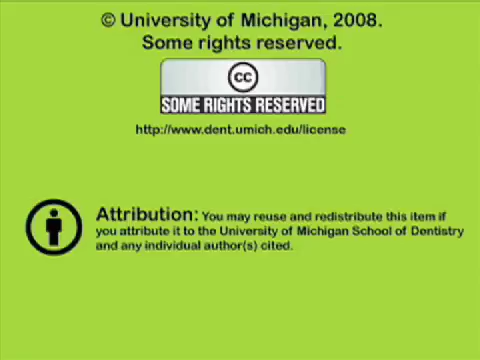 © University of Michigan, 2008.
Some rights reserved.
cc
SOME RIGHTS RESERVED
http://www.dent.umich.edu/license
Attribution: You may reuse and redistribute this item if
you attribute it to the University of Michigan School of Dentistry
and any individual author(s) cited.